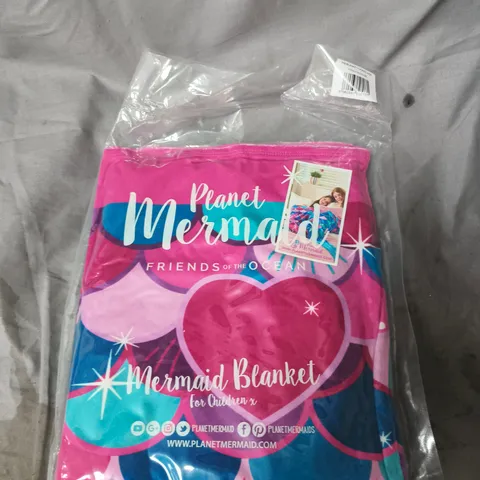 Planet
Mermaid
FRIENDS OF THE OCEAN
Mermaid Blanket
for Children x
PLANETMERMAID
PLANETMERMAIDS
WWW.PLANETMERMAID.COM